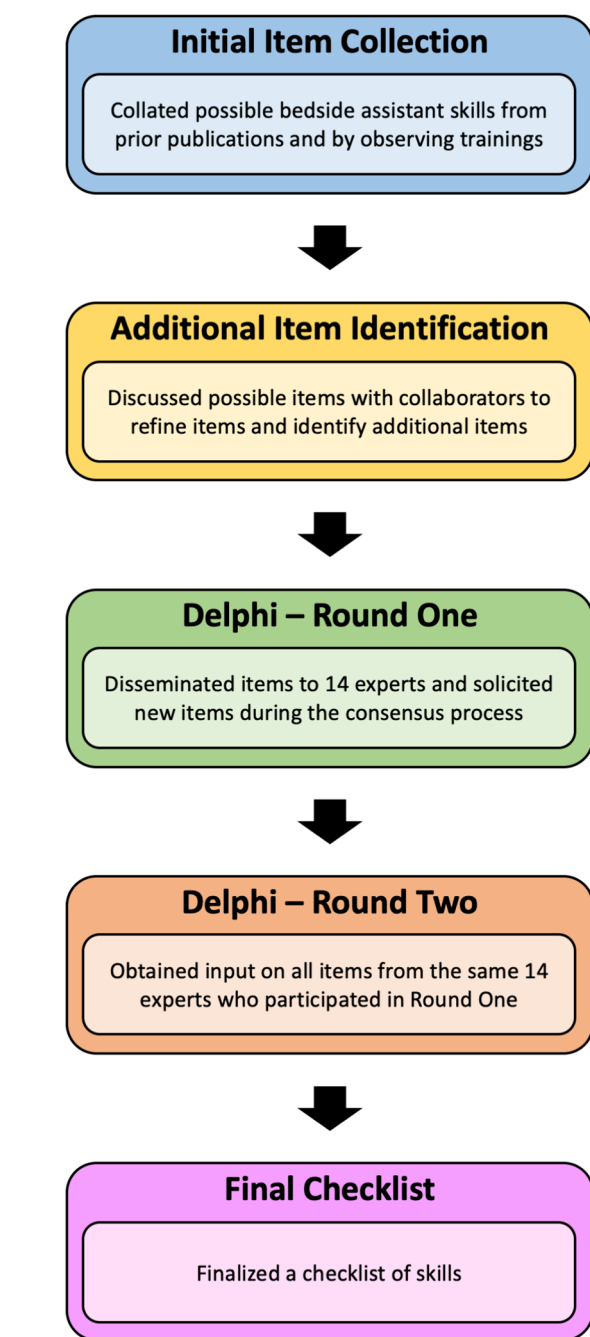 Initial Item Collection
Collated possible bedside assistant skills from
prior publications and by observing trainings
Additional Item Identification
Discussed possible items with collaborators to
refine items and identify additional items
Delphi – Round One
Disseminated items to 14 experts and solicited
new items during the consensus process
Delphi – Round Two
Obtained input on all items from the same 14
experts who participated in Round One
Final Checklist
Finalized a checklist of skills